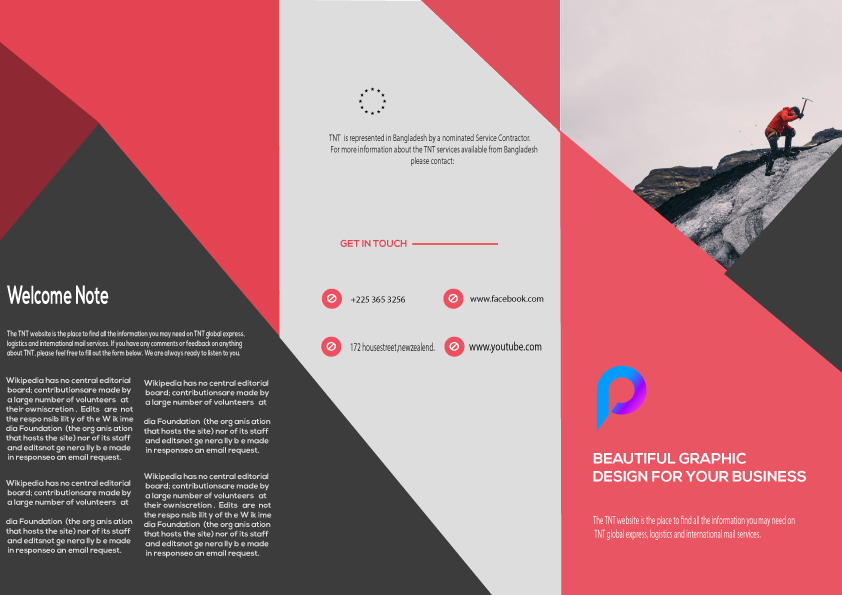 Welcome Note
The TNT website is the place to find all the information you may need on TNT global express,
logistics and international mail services. If you have any comments or feedback on anything
about TNT, please feel free to fill out the form below. We are always ready to listen to you.
Wikipedia has no central editorial
board; contributionsare made by
a large number of volunteers at
their owniscretion . Edits are not
the respo nsib ilit y of th e W ik ime
dia Foundation (the org anis ation
that hosts the site) nor of its staff
and editsnot ge nera lly b e made
in responseo an email request.
Wikipedia has no central editorial
board; contributionsare made by
a large number of volunteers at
dia Foundation (the org anis ation
that hosts the site) nor of its staff
and editsnot ge nera lly b e made
in responseo an email request.
Wikipedia has no central editorial
board; contributionsare made by
a large number of volunteers at
dia Foundation (the org anis ation
that hosts the site) nor of its staff
and editsnot ge nera lly b e made
in responseo an email request.
Wikipedia has no central editorial
board; contributionsare made by
a large number of volunteers at
their owniscretion . Edits are not
the respo nsib ilit y of th e W ik ime
dia Foundation (the org anis ation
that hosts the site) nor of its staff
and editsnot ge nera lly b e made
in responseo an email request.
TNT is represented in Bangladesh by a nominated Service Contractor.
For more information about the TNT services available from Bangladesh
please contact:
GET IN TOUCH
+225 365 3256
www.facebook.com
172 housestreet,newzealend.
www.youtube.com
BEAUTIFUL GRAPHIC
DESIGN FOR YOUR BUSINESS
The TNT website is the place to find all the information you may need on
TNT global express, logistics and international mail services.